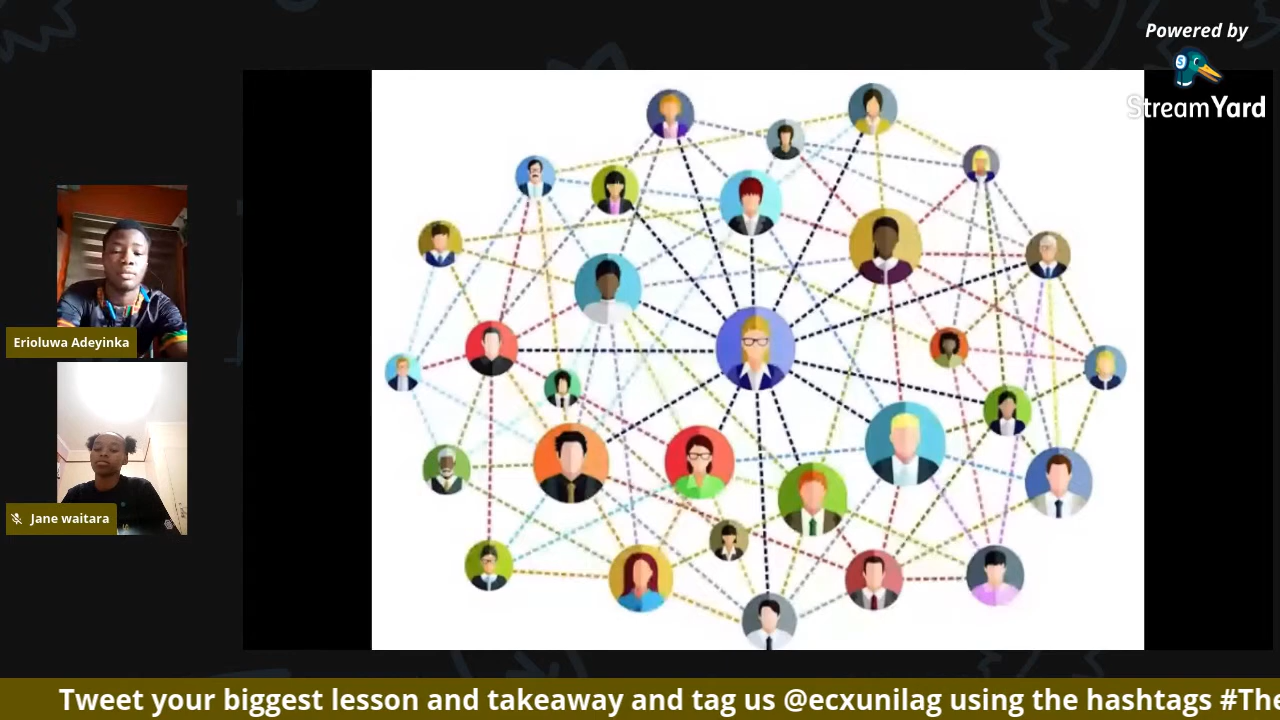 Powered by
StreamYard
Erioluwa Adeyinka
Jane waitara
Tweet your biggest lesson and takeaway and tag us @ecxunilag using the hashtags #The